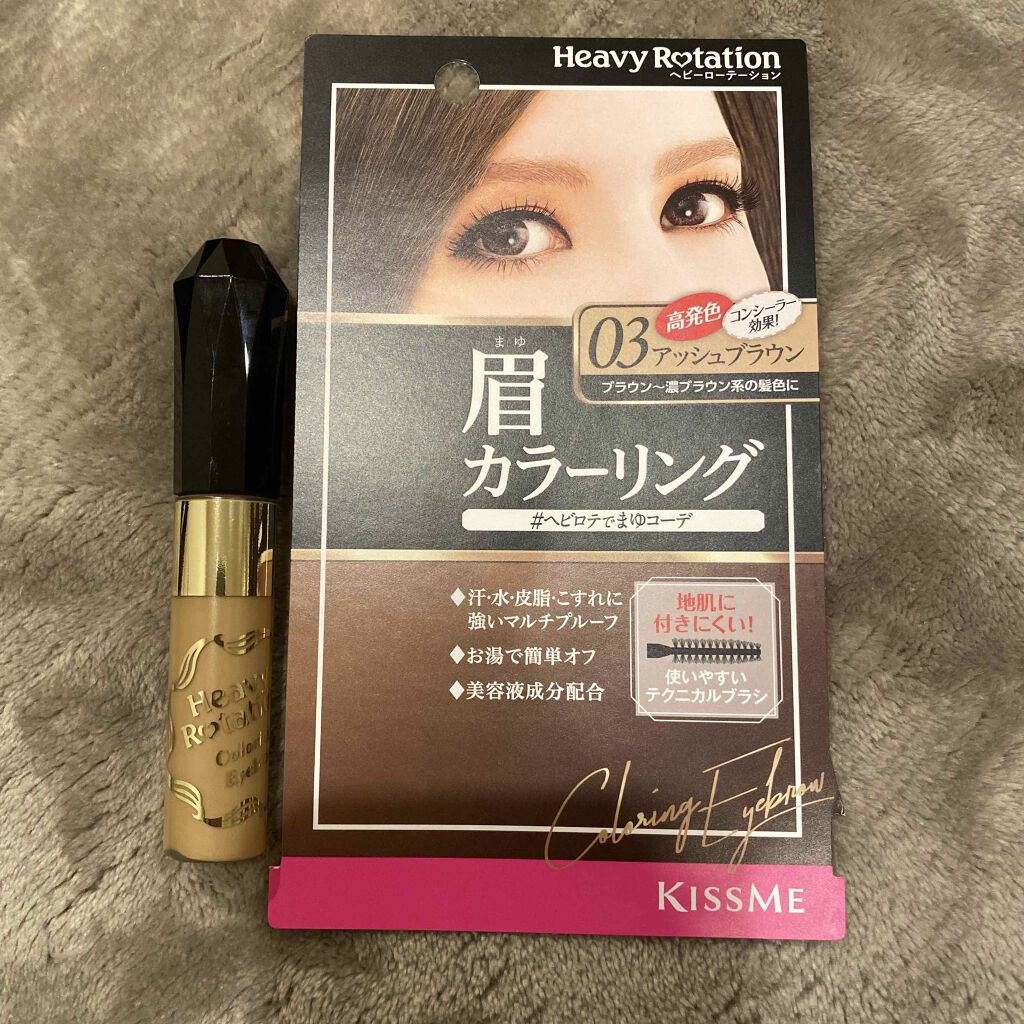 Heavy Rotation
ヘビーローテーション
高発色
コンシーラー
効果!
03 アッシュブラウン
ブラウン〜濃ブラウン系の髪色に
まゆ
眉
カラーリング
#ヘビロテでまゆコーデ
♦汗・水・皮脂・こすれに
強いマルチプルーフ
♦お湯で簡単オフ
♦美容液成分配合
地肌に
付きにくい!
使いやすい
テクニカルブラシ
Coloring Eyebrow
KISSME
Heavy
Rotati
Colori
Eyeb